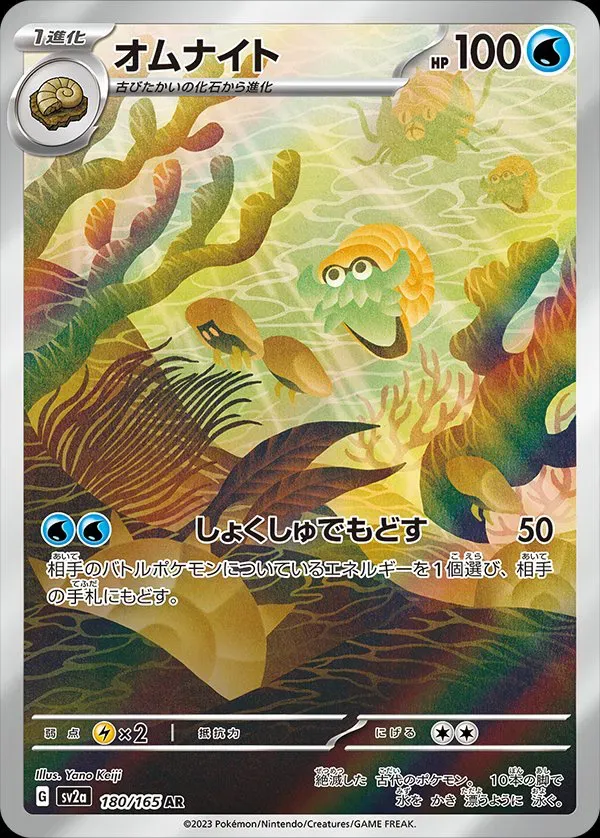 1進化
オムナイト
HP 100
古びたかいの化石から進化
しょくしゅでもどす 50
相手のバトルポケモンについているエネルギーを1個選び、相手
の手札にもどす。
弱点 ×2 抵抗力 にげる
Illus. Yano Keiji
絶滅した 古代のポケモン。10本の脚で
水を かき 漂うように 泳ぐ。
G sv2a 180/165 AR
©2023 Pokémon/Nintendo/Creatures/GAME FREAK.